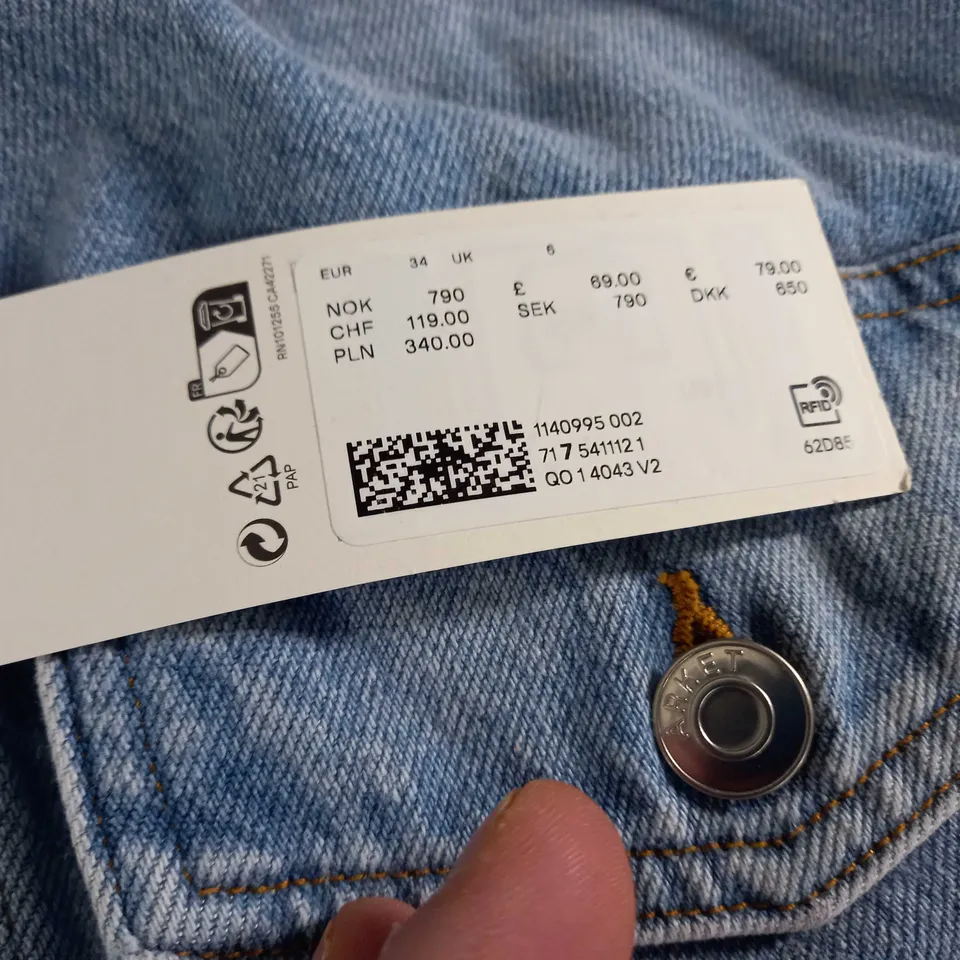 EUR 34 UK 6
NOK 790 £ 69.00 € 79.00
CHF 119.00 SEK 790 DKK 650
PLN 340.00
RN101255 CA42271
FR
21
PAP
1140995 002
71 7 541112 1
QO 1 4043 V2
RFID
62D85
ARKET